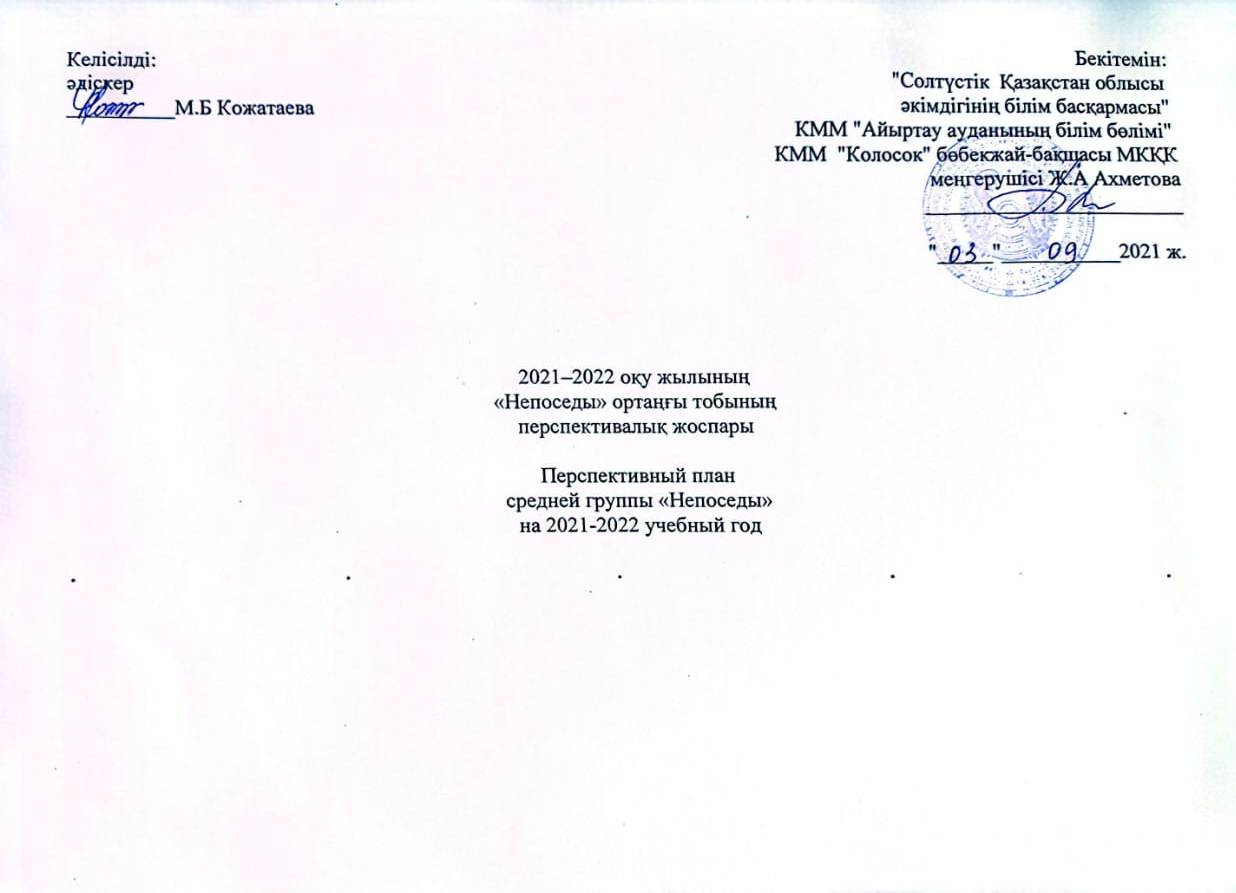 Келісілді:
әдіскер
__________М.Б Кожатаева
Бекітемін:
"Солтүстік Қазақстан облысы
әкімдігінің білім басқармасы"
КММ "Айыртау ауданының білім бөлімі"
КММ "Колосок" бөбекжай-бақшасы МКҚК
меңгерушісі Ж.А Ахметова
"03" 09 2021 ж.
2021–2022 оқу жылының
«Непоседы» ортаңғы тобының
перспективалық жоспары
Перспективный план
средней группы «Непоседы»
на 2021-2022 учебный год